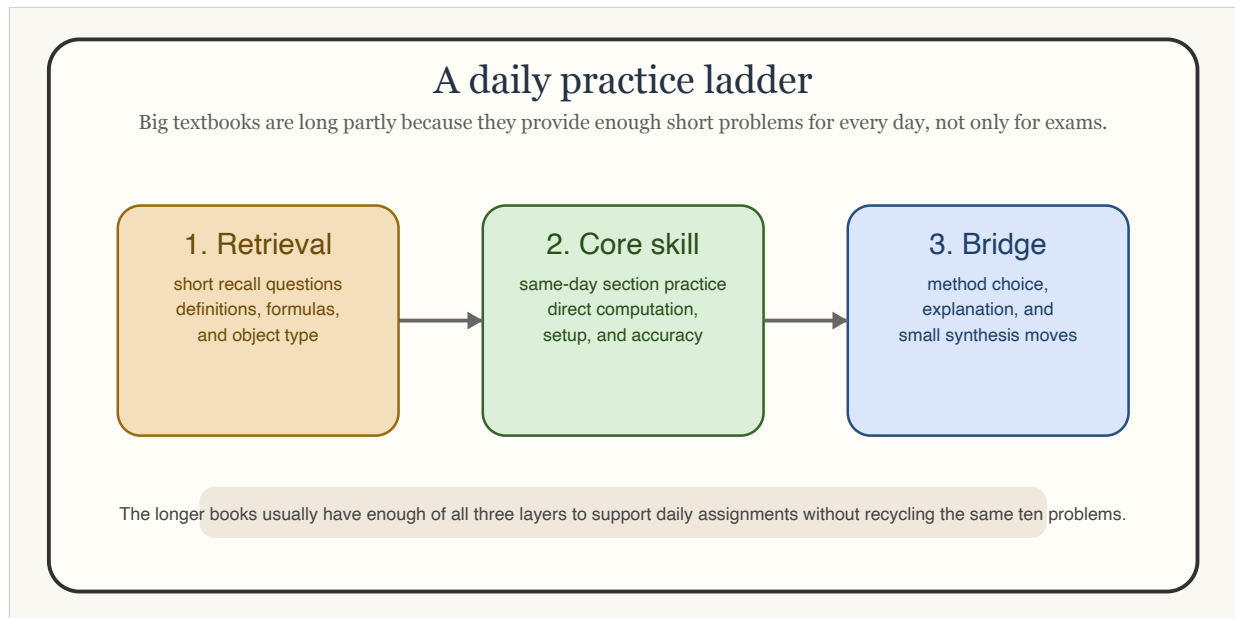 A daily practice ladder
Big textbooks are long partly because they provide enough short problems for every day, not only for exams.
1. Retrieval
short recall questions
definitions, formulas,
and object type
2. Core skill
same-day section practice
direct computation,
setup, and accuracy
3. Bridge
method choice,
explanation, and
small synthesis moves
The longer books usually have enough of all three layers to support daily assignments without recycling the same ten problems.